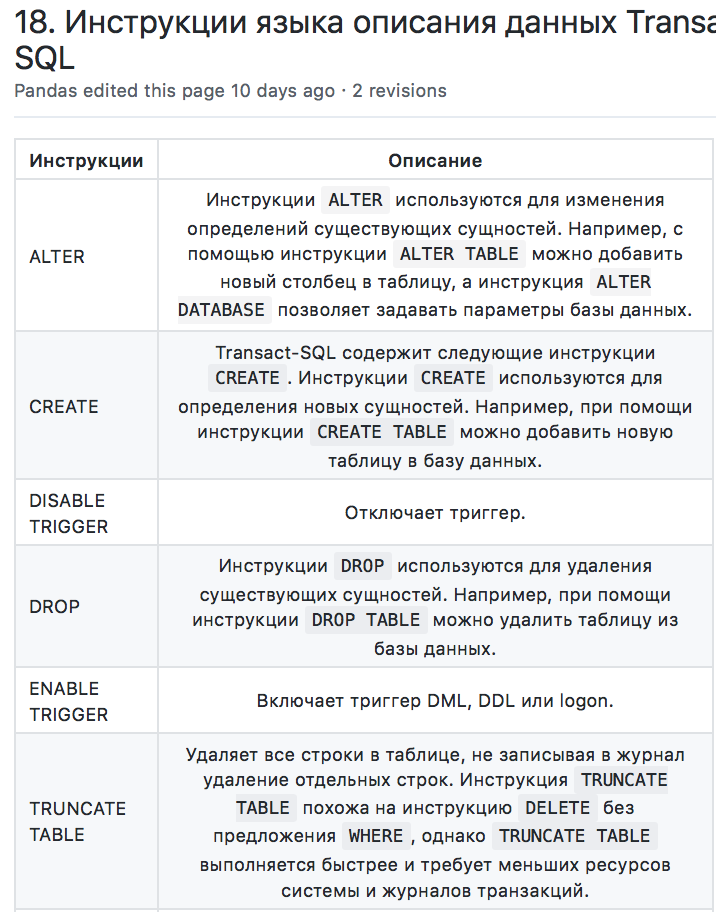 18. Инструкции языка описания данных Transa
SQL
Pandas edited this page 10 days ago · 2 revisions
Инструкции Описание
ALTER
Инструкции ALTER используются для изменения
определений существующих сущностей. Например, с
помощью инструкции ALTER TABLE можно добавить
новый столбец в таблицу, а инструкция ALTER
DATABASE позволяет задавать параметры базы данных.
CREATE
Transact-SQL содержит следующие инструкции
CREATE . Инструкции CREATE используются для
определения новых сущностей. Например, при помощи
инструкции CREATE TABLE можно добавить новую
таблицу в базу данных.
DISABLE
TRIGGER
Отключает триггер.
DROP
Инструкции DROP используются для удаления
существующих сущностей. Например, при помощи
инструкции DROP TABLE можно удалить таблицу из
базы данных.
ENABLE
TRIGGER
Включает триггер DML, DDL или logon.
TRUNCATE
TABLE
Удаляет все строки в таблице, не записывая в журнал
удаление отдельных строк. Инструкция TRUNCATE
TABLE похожа на инструкцию DELETE без
предложения WHERE , однако TRUNCATE TABLE
выполняется быстрее и требует меньших ресурсов
системы и журналов транзакций.